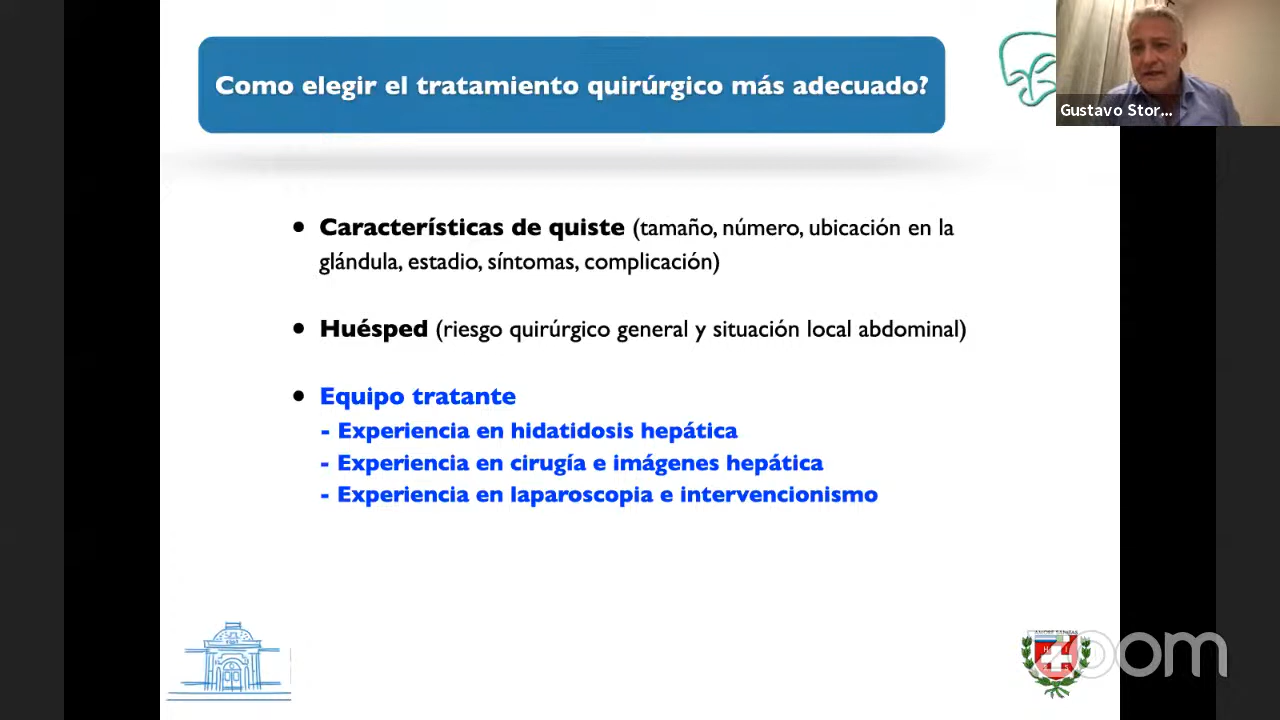 Como elegir el tratamiento quirúrgico más adecuado?
Gustavo Stor...
• Características de quiste (tamaño, número, ubicación en la
glándula, estadio, síntomas, complicación)
• Huésped (riesgo quirúrgico general y situación local abdominal)
• Equipo tratante
- Experiencia en hidatidosis hepática
- Experiencia en cirugía e imágenes hepática
- Experiencia en laparoscopia e intervencionismo
zoom